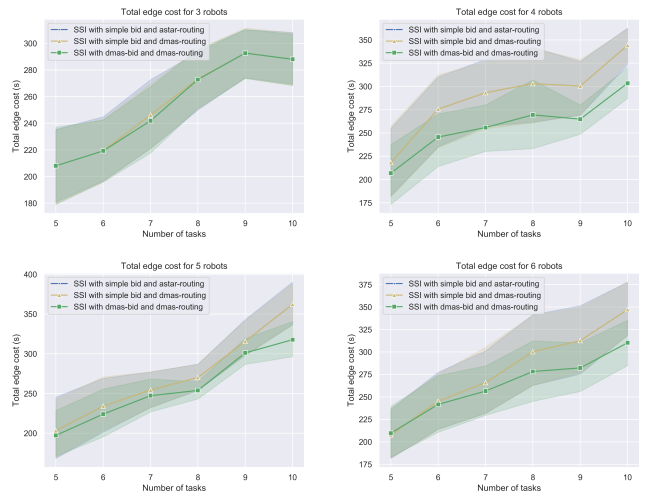 Total edge cost for 3 robots
SSI with simple bid and astar-routing
SSI with simple bid and dmas-routing
SSI with dmas-bid and dmas-routing
Total edge cost (s)
300
280
260
240
220
200
180
5 6 7 8 9 10
Number of tasks
Total edge cost for 4 robots
SSI with simple bid and astar-routing
SSI with simple bid and dmas-routing
SSI with dmas-bid and dmas-routing
Total edge cost (s)
350
325
300
275
250
225
200
175
5 6 7 8 9 10
Number of tasks
Total edge cost for 5 robots
SSI with simple bid and astar-routing
SSI with simple bid and dmas-routing
SSI with dmas-bid and dmas-routing
Total edge cost (s)
400
350
300
250
200
5 6 7 8 9 10
Number of tasks
Total edge cost for 6 robots
SSI with simple bid and astar-routing
SSI with simple bid and dmas-routing
SSI with dmas-bid and dmas-routing
Total edge cost (s)
375
350
325
300
275
250
225
200
175
5 6 7 8 9 10
Number of tasks